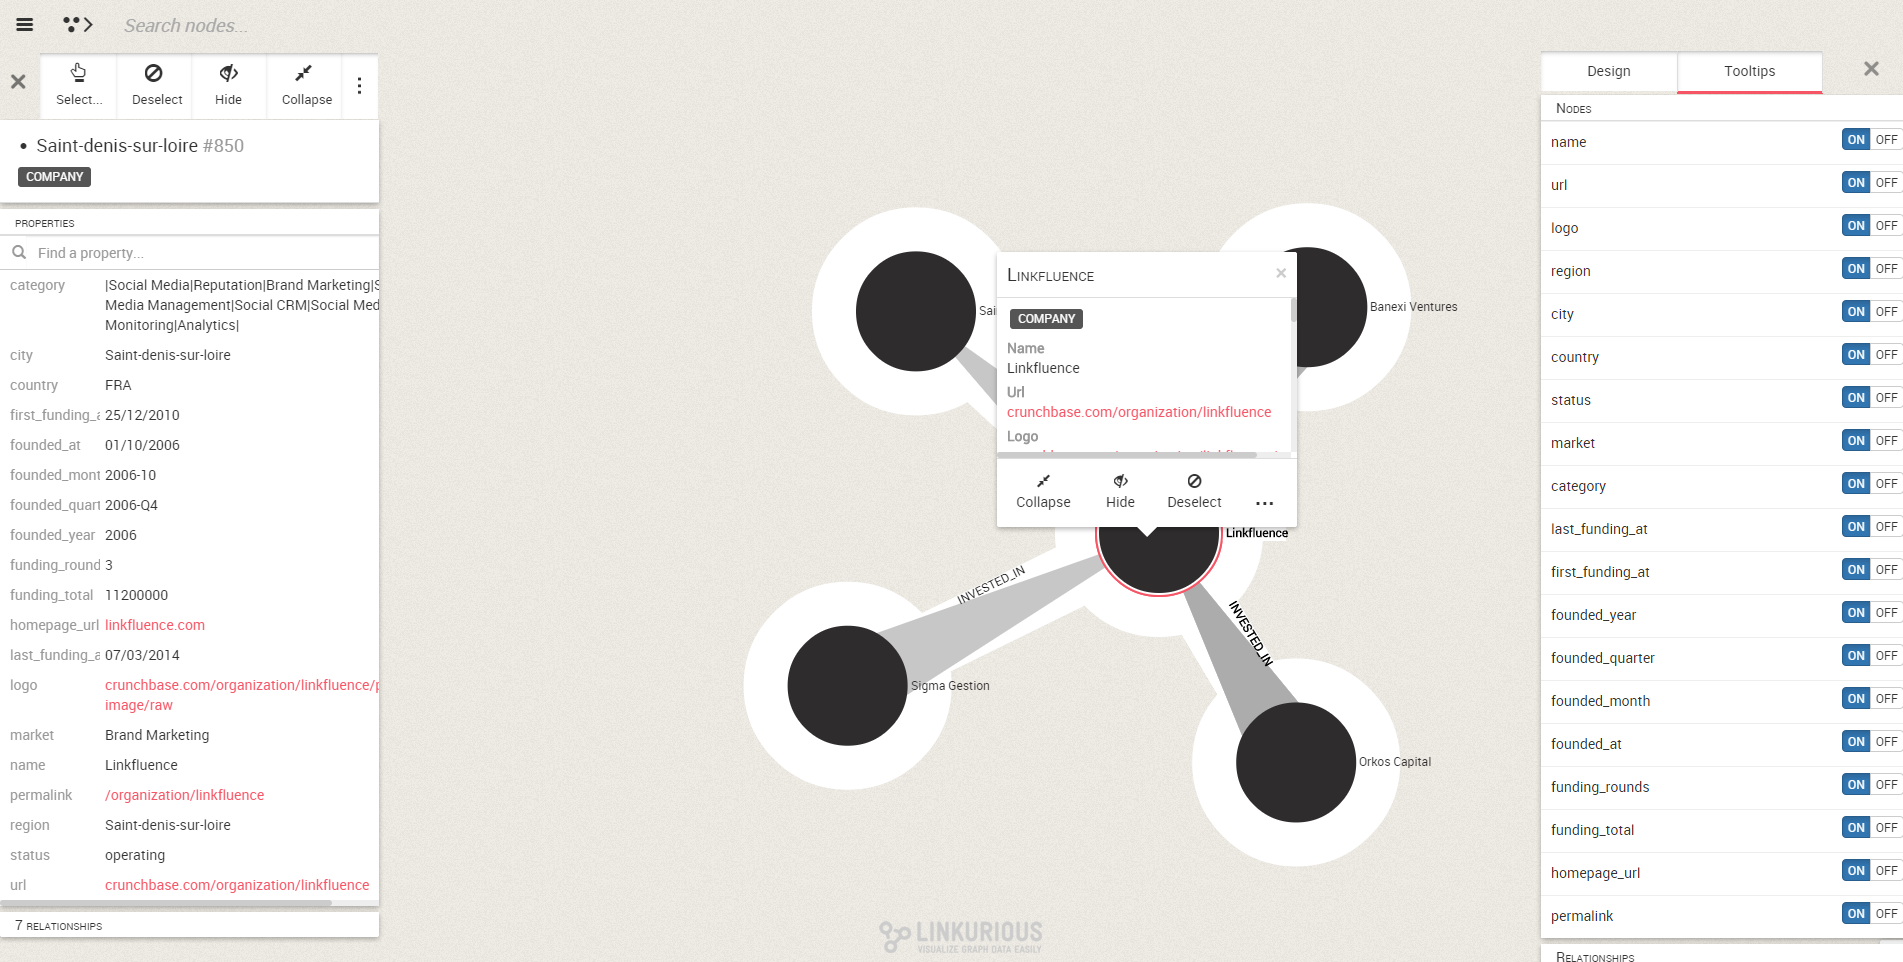 Search nodes...
Select...
Deselect
Hide
Collapse
Saint-denis-sur-loire #850
COMPANY
PROPERTIES
Find a property...
category |Social Media|Reputation|Brand Marketing|S
Media Management|Social CRM|Social Med
Monitoring|Analytics|
city Saint-denis-sur-loire
country FRA
first_funding_a 25/12/2010
founded_at 01/10/2006
founded_mont 2006-10
founded_quart 2006-Q4
founded_year 2006
funding_round 3
funding_total 11200000
homepage_url linkfluence.com
last_funding_a 07/03/2014
logo crunchbase.com/organization/linkfluence/p
image/raw
market Brand Marketing
name Linkfluence
permalink /organization/linkfluence
region Saint-denis-sur-loire
status operating
url crunchbase.com/organization/linkfluence
7 RELATIONSHIPS
Sai
Banexi Ventures
LINKFLUENCE
COMPANY
Name
Linkfluence
Url
crunchbase.com/organization/linkfluence
Logo
Collapse
Hide
Deselect
...
Linkfluence
INVESTED_IN
INVESTED_IN
Sigma Gestion
Orkos Capital
LINKURIOUS
VISUALIZE GRAPH DATA EASILY
Design
Tooltips
NODES
name ON OFF
url ON OFF
logo ON OFF
region ON OFF
city ON OFF
country ON OFF
status ON OFF
market ON OFF
category ON OFF
last_funding_at ON OFF
first_funding_at ON OFF
founded_year ON OFF
founded_quarter ON OFF
founded_month ON OFF
founded_at ON OFF
funding_rounds ON OFF
funding_total ON OFF
homepage_url ON OFF
permalink ON OFF
RELATIONSHIPS